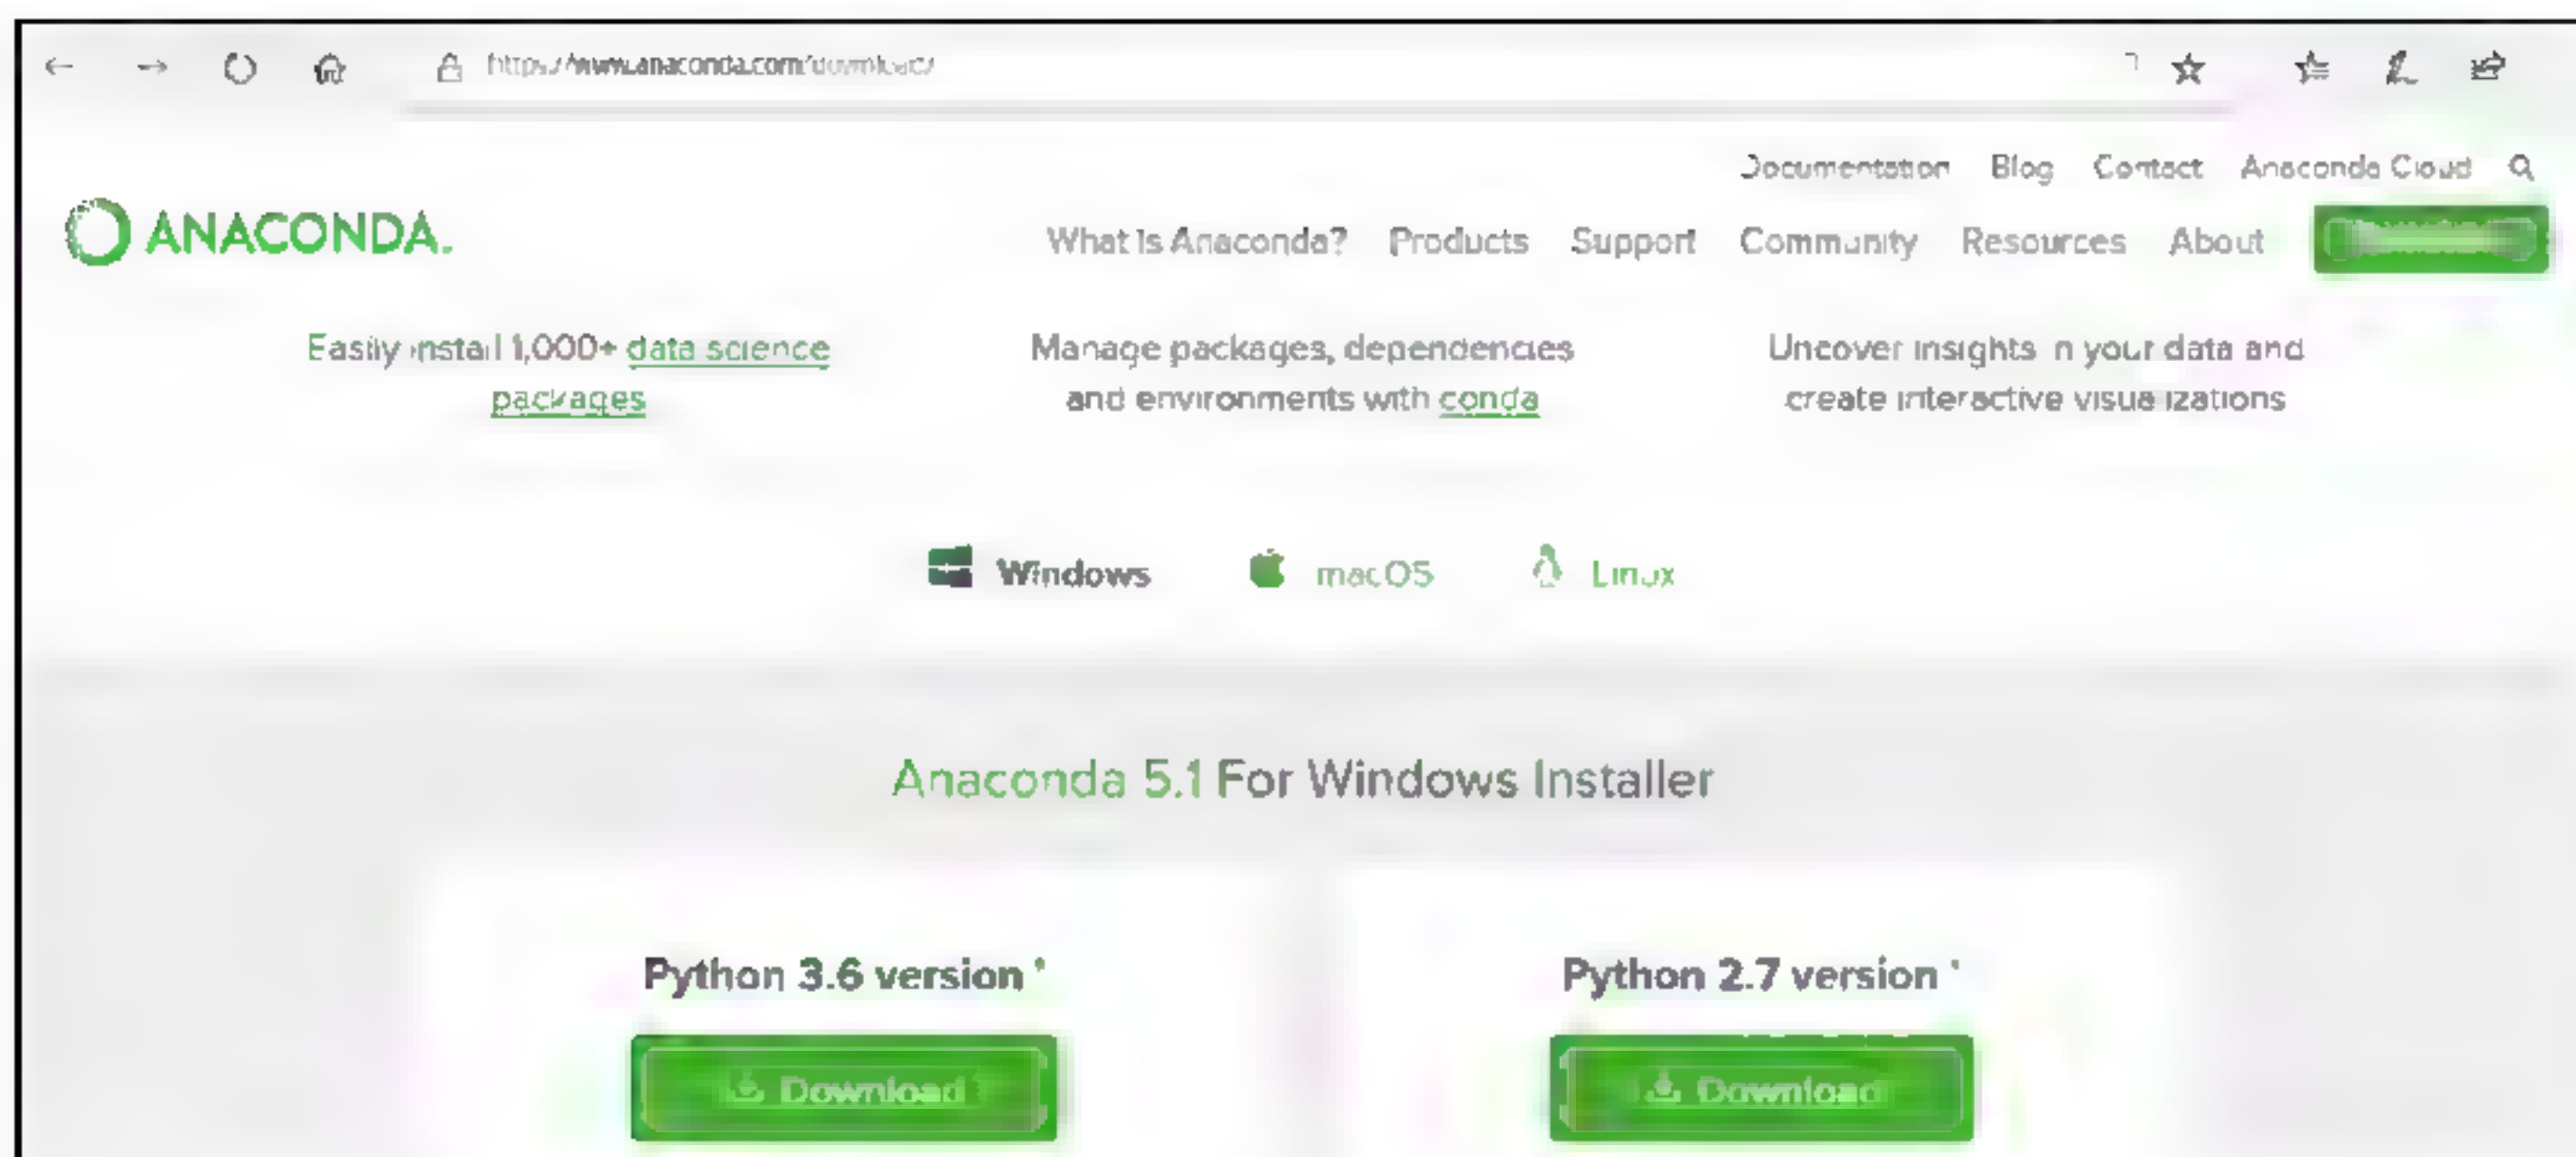 https://www.anaconda.com/download/
Documentation Blog Contact Anaconda Cloud
ANACONDA.
What Is Anaconda? Products Support Community Resources About
Easily install 1,000+ data science
packages
Manage packages, dependencies
and environments with conda
Uncover insights in your data and
create interactive visualizations
Windows macOS Linux
Anaconda 5.1 For Windows Installer
Python 3.6 version *
Python 2.7 version *
Download
Download